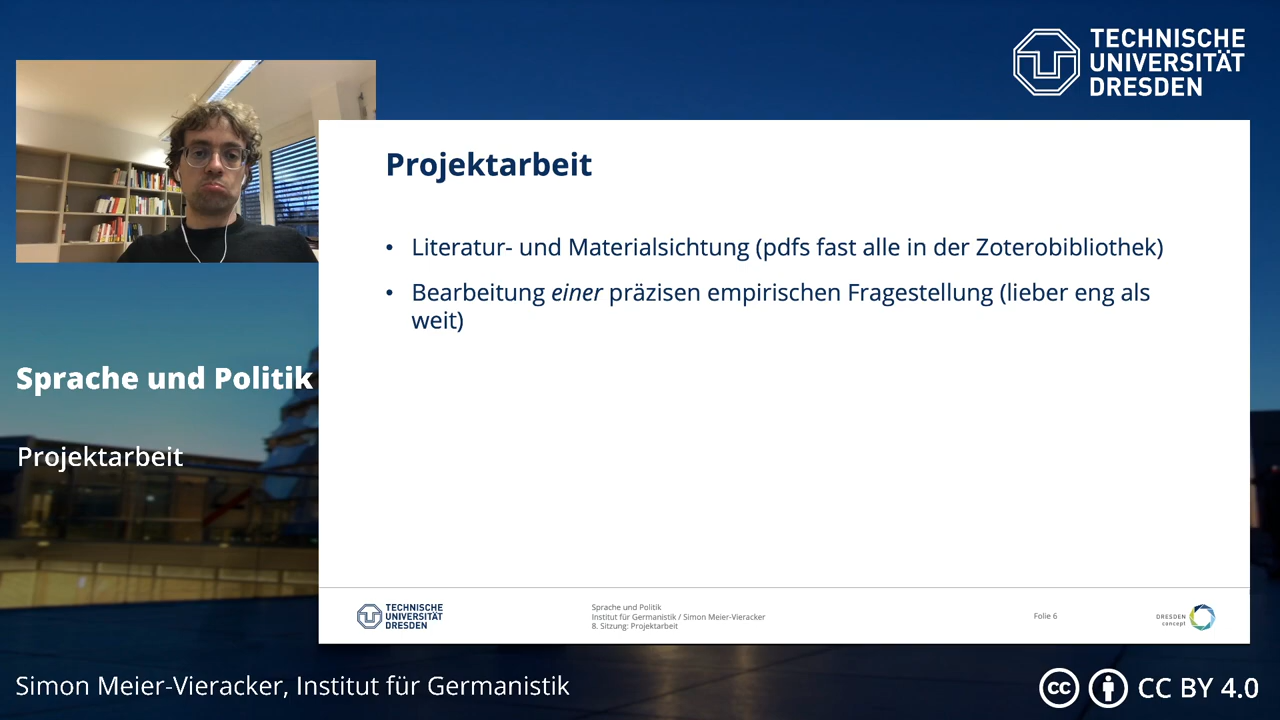 TECHNISCHE
UNIVERSITÄT
DRESDEN
Projektarbeit
• Literatur- und Materialsichtung (pdfs fast alle in der Zoterobibliothek)
• Bearbeitung einer präzisen empirischen Fragestellung (lieber eng als
weit)
Sprache und Politik
Projektarbeit
TECHNISCHE
UNIVERSITÄT
DRESDEN
Sprache und Politik
Institut für Germanistik / Simon Meier-Vieracker
8. Sitzung: Projektarbeit
Folie 6
DRESDEN
concept
Simon Meier-Vieracker, Institut für Germanistik
cc CC BY 4.0